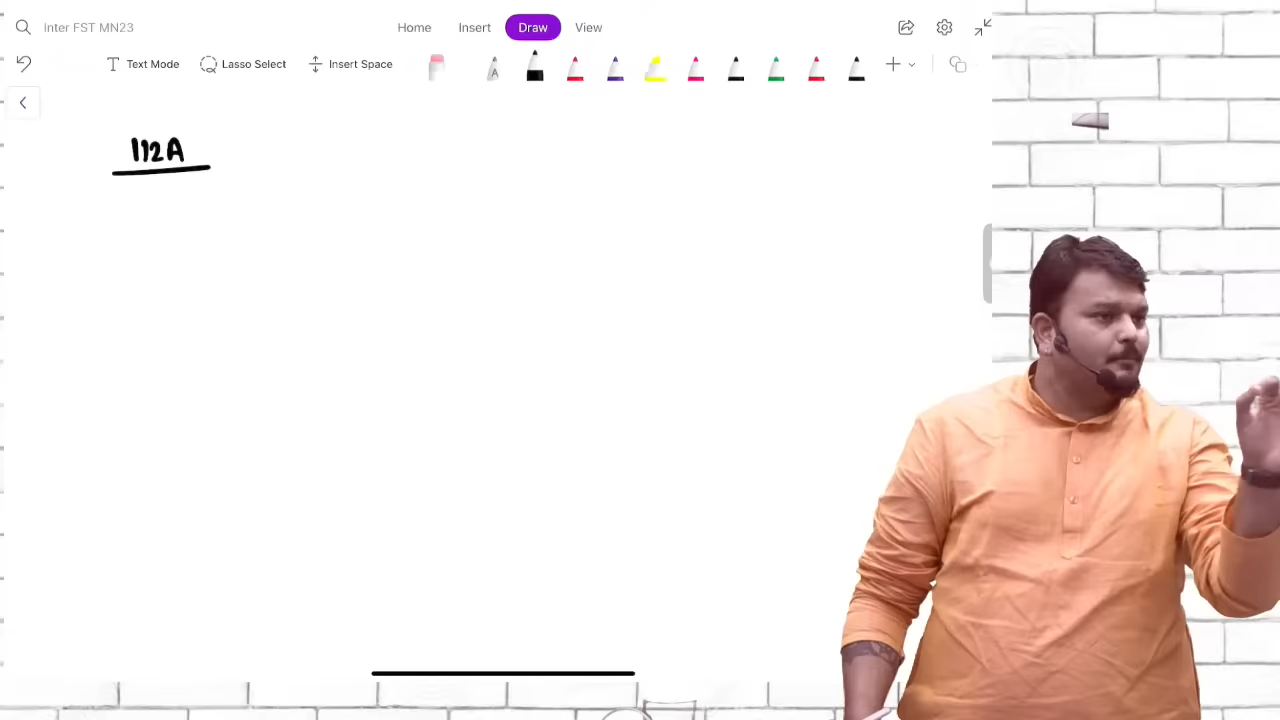 Inter FST MN23
Home Insert Draw View
Text Mode Lasso Select Insert Space A
112A